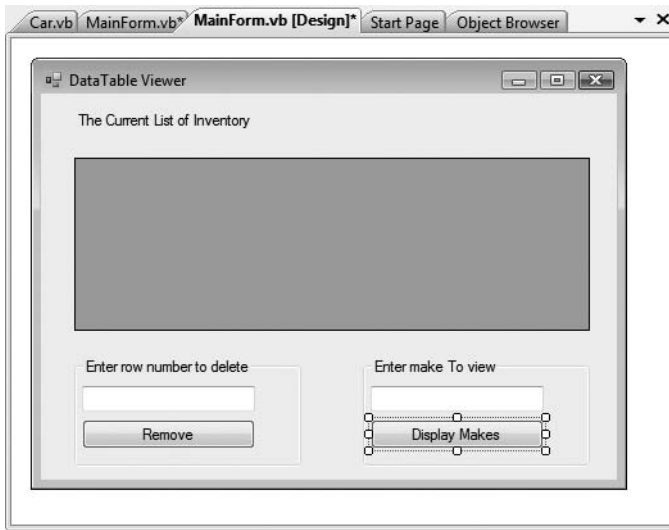 Car.vb MainForm.vb* MainForm.vb [Design]* Start Page Object Browser
DataTable Viewer
The Current List of Inventory
Enter row number to delete Enter make To view
Remove Display Makes